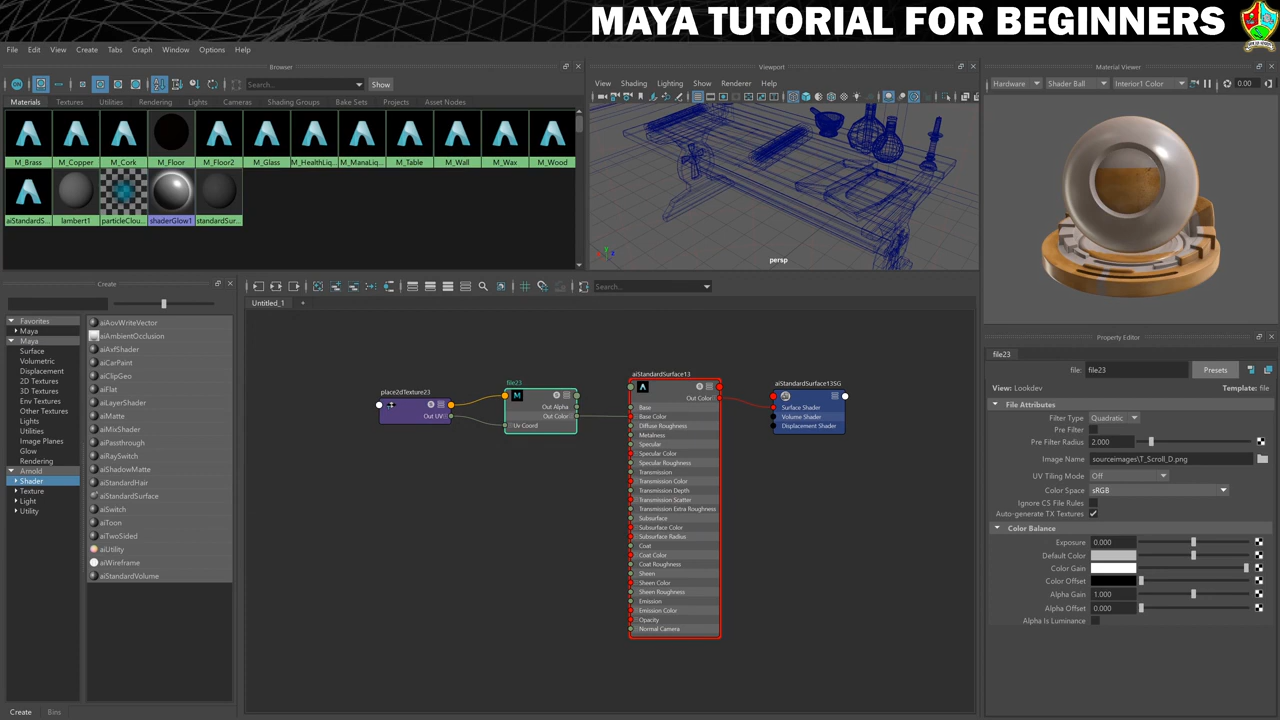 MAYA TUTORIAL FOR BEGINNERS
File Edit View Create Tabs Graph Window Options Help
Browser
Viewport
Material Viewer
Search...
Show
View Shading Lighting Show Renderer Panels
Hardware
Shader Ball
Interior1 Color
0.00
Materials Textures Utilities Rendering Lights Cameras Shading Groups Bake Sets Projects Asset Nodes
M_Brass M_Copper M_Cork M_Floor M_Floor2 M_Glass M_HealthLiq... M_ManaLiq... M_Table M_Wall M_Wax M_Wood
aiStandardS... lambert1 particleClou... shaderGlow1 standardSur...
persp
Create
Favorites
Maya
Maya
Surface
Volumetric
Displacement
2D Textures
3D Textures
Env Textures
Other Textures
Lights
Utilities
Image Planes
Glow
Rendering
Arnold
Shader
Texture
Light
Utility
aiAovWriteVector
aiAmbientOcclusion
aiAxfShader
aiCarPaint
aiClipGeo
aiFlat
aiLayerShader
aiMatte
aiMixShader
aiPassthrough
aiRaySwitch
aiShadowMatte
aiStandardHair
aiStandardSurface
aiSwitch
aiToon
aiTwoSided
aiUtility
aiWireframe
aiStandardVolume
Create Bins
Search...
Untitled_1 +
place2dTexture23
Out UV
file23
M
Out Alpha
Out Color
Uv Coord
aiStandardSurface13
Out Color
Base
Base Color
Diffuse Roughness
Metalness
Specular
Specular Color
Specular Roughness
Transmission
Transmission Color
Transmission Depth
Transmission Scatter
Transmission Extra Roughness
Subsurface
Subsurface Color
Subsurface Radius
Coat
Coat Color
Coat Roughness
Sheen
Sheen Color
Sheen Roughness
Emission
Emission Color
Opacity
Normal Camera
aiStandardSurface13SG
Surface Shader
Volume Shader
Displacement Shader
Property Editor
file23
file: file23
Presets
View: Lookdev
Template: file
File Attributes
Filter Type Quadratic
Pre Filter
Pre Filter Radius 2.000
Image Name sourceimages\T_Scroll_D.png
UV Tiling Mode Off
Color Space sRGB
Ignore CS File Rules
Auto-generate TX Textures
Color Balance
Exposure 0.000
Default Color
Color Gain
Color Offset
Alpha Gain 1.000
Alpha Offset 0.000
Alpha Is Luminance